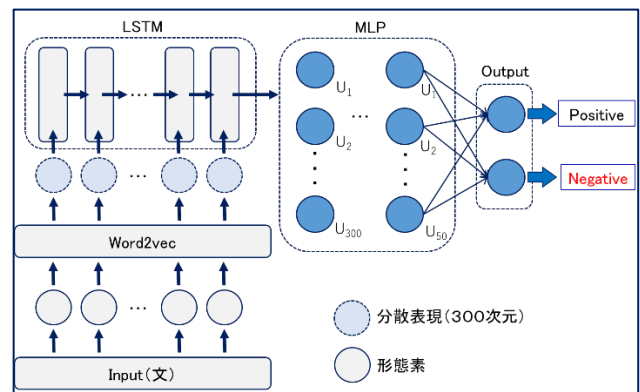 LSTM
MLP
Output
U1
U1
...
...
U2
U2
U300
U50
Positive
Negative
...
Word2vec
...
Input(文)
分散表現(300次元)
形態素